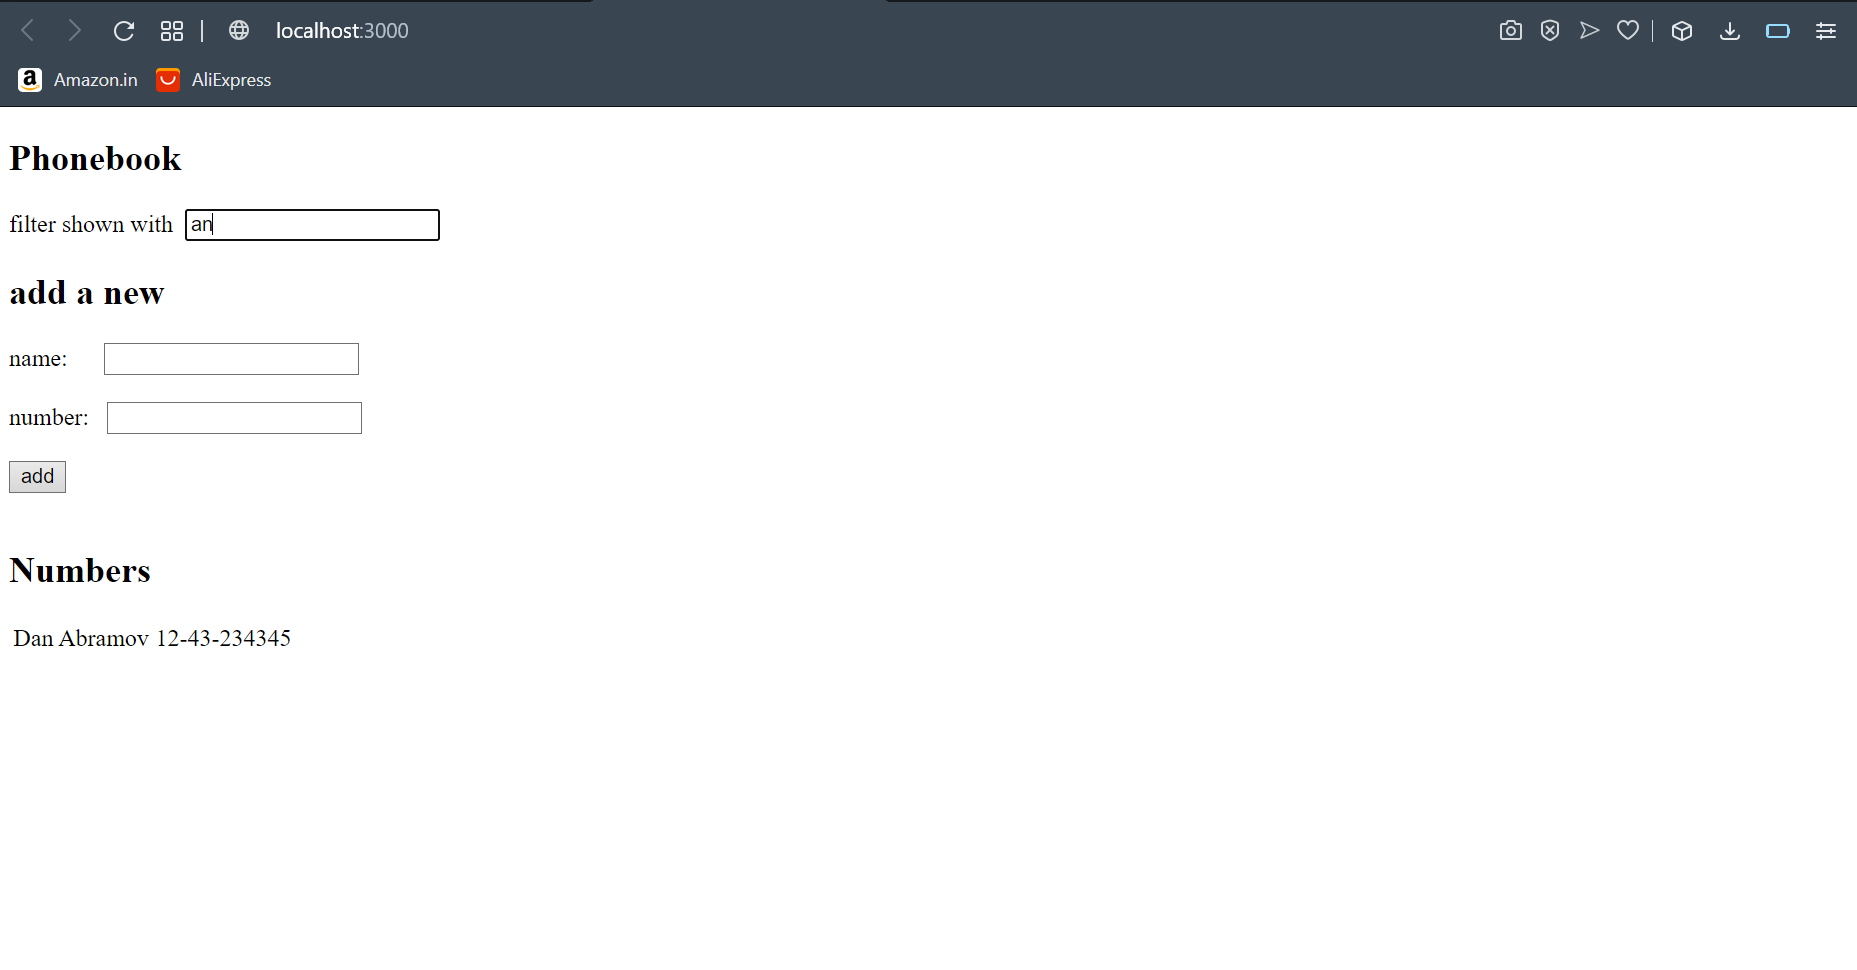 localhost:3000
Amazon.in AliExpress
Phonebook
filter shown with an
add a new
name:
number:
add
Numbers
Dan Abramov 12-43-234345